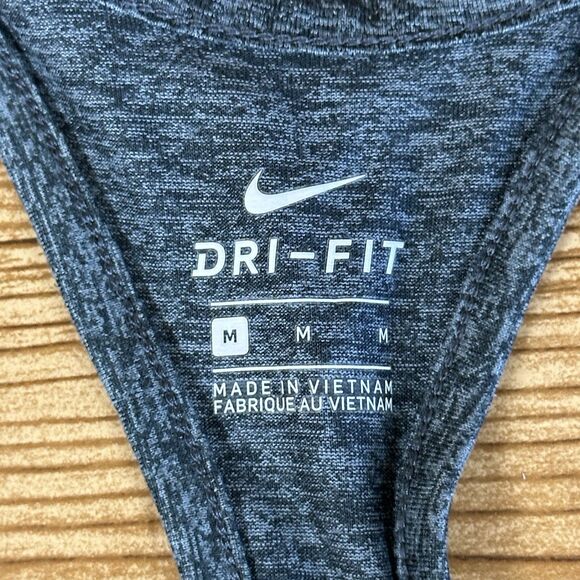 DRI-FIT
M M M
MADE IN VIETNAM
FABRIQUE AU VIETNAM